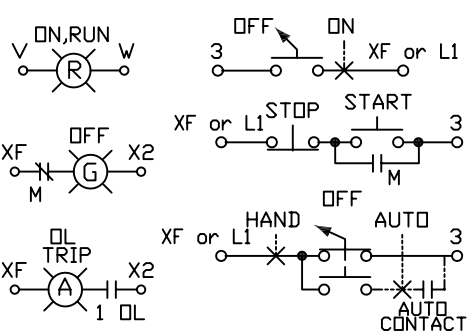 ON,RUN
V
R
W
OFF
ON
3
XF or L1
STOP
START
XF or L1
3
M
OFF
XF
G
X2
M
OFF
HAND
AUTO
XF or L1
3
AUTO
CONTACT
OL
TRIP
XF
A
X2
1 OL